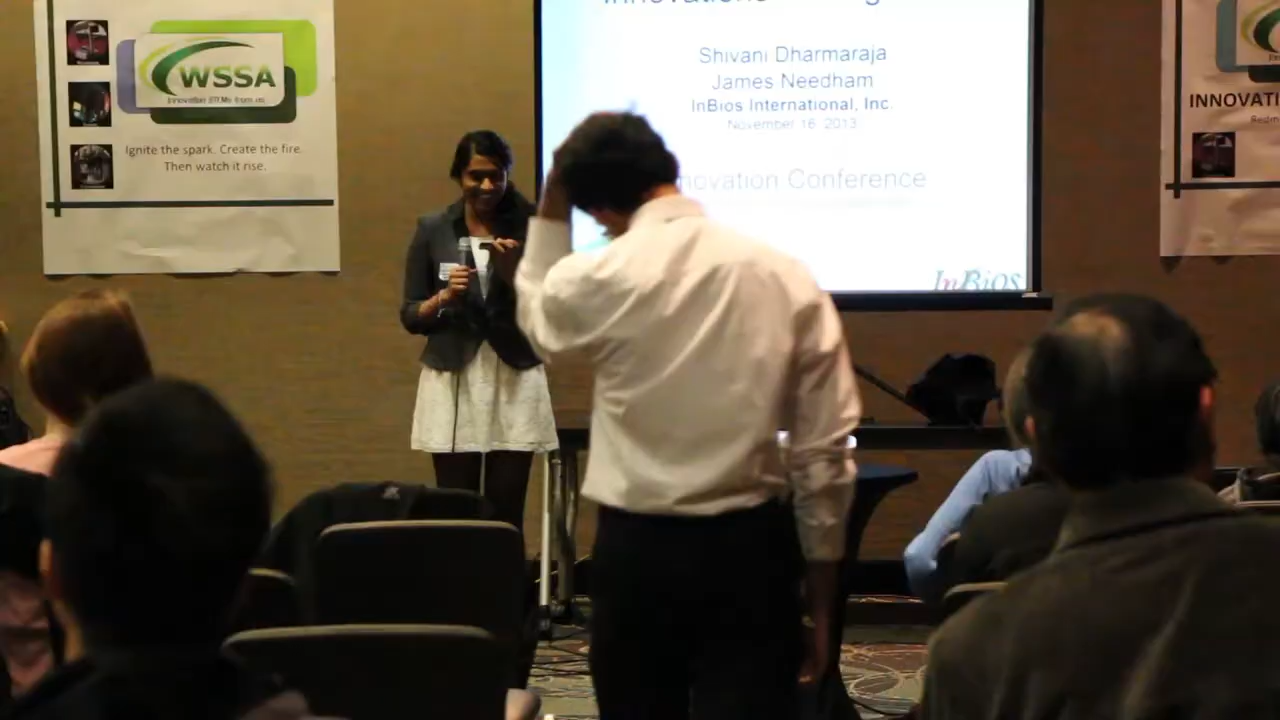 WSSA
Ignite the spark. Create the fire.
Then watch it rise.
Shivani Dharmaraja
James Needham
InBios International, Inc.
November 16, 2013
novation Conference
InBios
INNOVATI
Redm